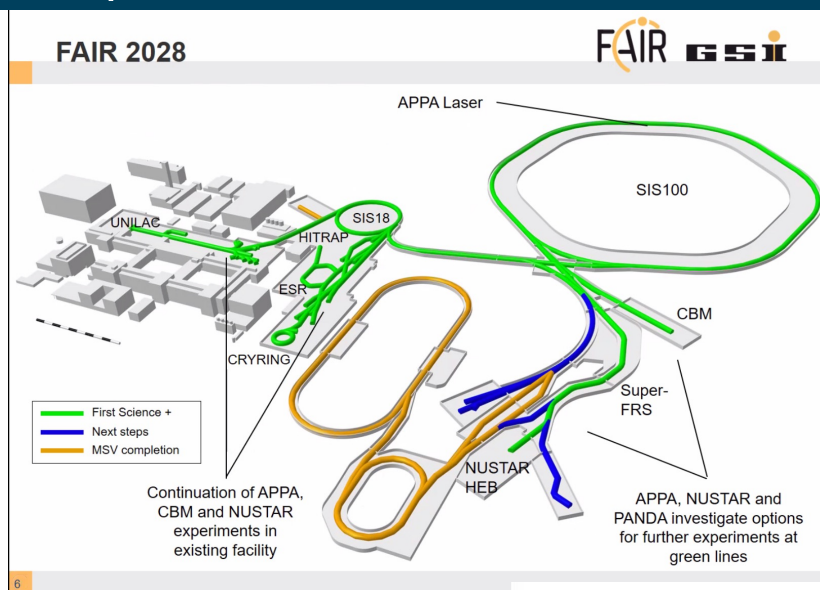 FAIR 2028
FAIR GSI
APPA Laser
SIS100
SIS18
UNILAC
HITRAP
ESR
CRYRING
CBM
Super-
FRS
NUSTAR
HEB
First Science +
Next steps
MSV completion
Continuation of APPA,
CBM and NUSTAR
experiments in
existing facility
APPA, NUSTAR and
PANDA investigate options
for further experiments at
green lines
6